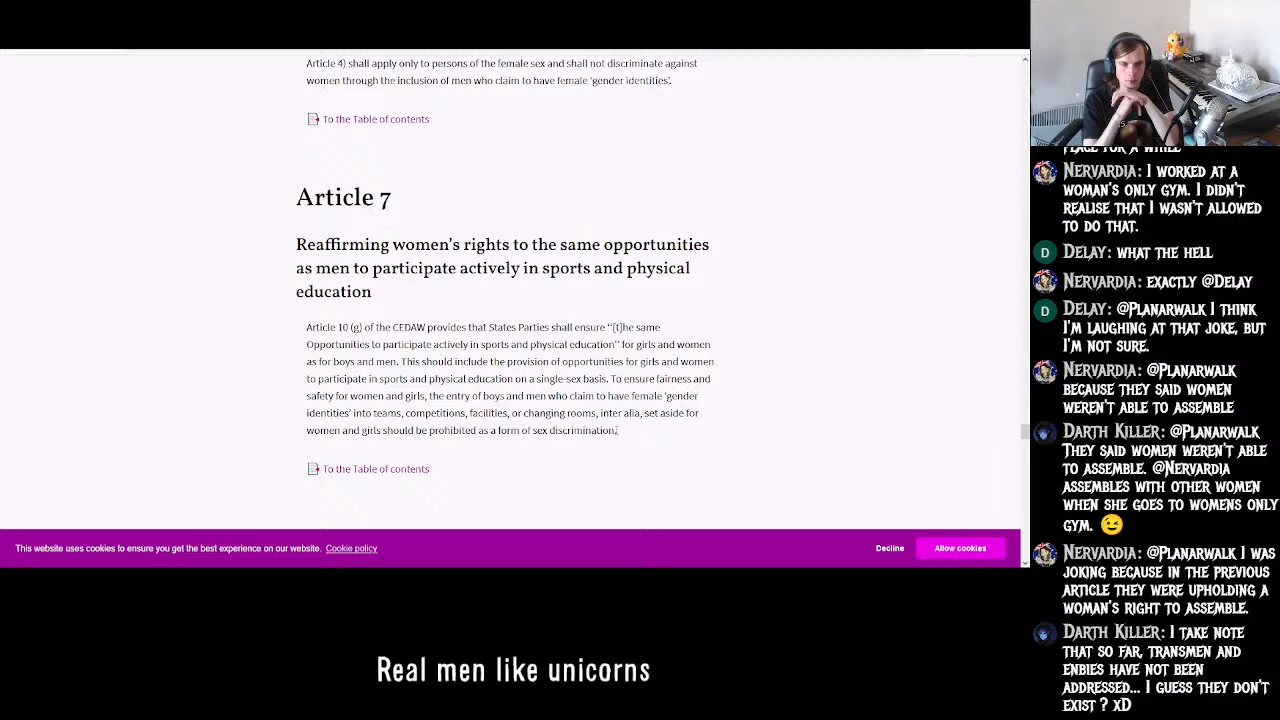 Article 4) shall apply only to persons of the female sex and shall not discriminate against
women through the inclusion of men who claim to have female 'gender identities'.
To the Table of contents
Article 7
Reaffirming women's rights to the same opportunities
as men to participate actively in sports and physical
education
Article 10 (g) of the CEDAW provides that States Parties shall ensure "[t]he same
Opportunities to participate actively in sports and physical education" for girls and women
as for boys and men. This should include the provision of opportunities for girls and women
to participate in sports and physical education on a single-sex basis. To ensure fairness and
safety for women and girls, the entry of boys and men who claim to have female 'gender
identities' into teams, competitions, facilities, or changing rooms, inter alia, set aside for
women and girls should be prohibited as a form of sex discrimination.
To the Table of contents
This website uses cookies to ensure you get the best experience on our website. Cookie policy
Decline
Allow cookies
Real men like unicorns
PLACE FOR A WHILE
NERVARDIA: I WORKED AT A
WOMAN'S ONLY GYM. I DIDN'T
REALISE THAT I WASN'T ALLOWED
TO DO THAT.
D DELAY: WHAT THE HELL
NERVARDIA: EXACTLY @DELAY
D DELAY: @PLANARWALK I THINK
I'M LAUGHING AT THAT JOKE, BUT
I'M NOT SURE.
NERVARDIA: @PLANARWALK
BECAUSE THEY SAID WOMEN
WEREN'T ABLE TO ASSEMBLE
DARTH KILLER: @PLANARWALK
THEY SAID WOMEN WEREN'T ABLE
TO ASSEMBLE. @NERVARDIA
ASSEMBLES WITH OTHER WOMEN
WHEN SHE GOES TO WOMENS ONLY
GYM. 😉
NERVARDIA: @PLANARWALK I WAS
JOKING BECAUSE IN THE PREVIOUS
ARTICLE THEY WERE UPHOLDING A
WOMAN'S RIGHT TO ASSEMBLE.
DARTH KILLER: I TAKE NOTE
THAT SO FAR, TRANSMEN AND
ENBIES HAVE NOT BEEN
ADDRESSED... I GUESS THEY DON'T
EXIST ? XD